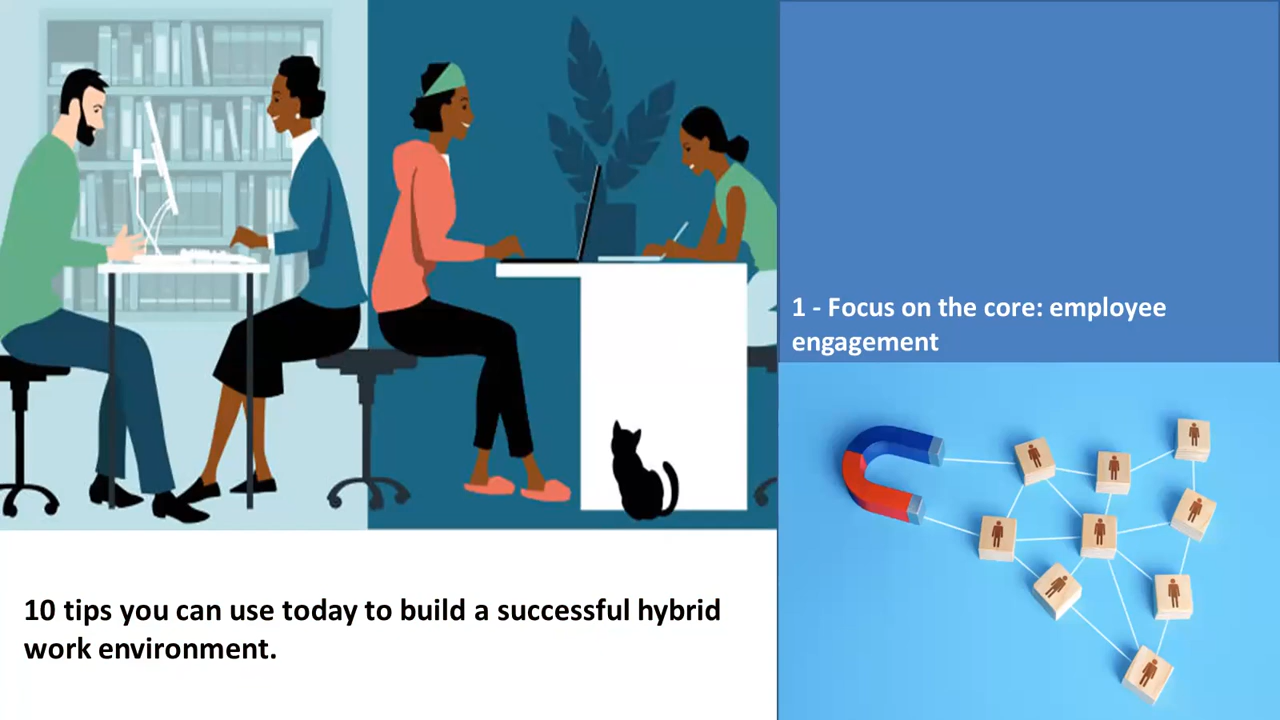 1 - Focus on the core: employee
engagement
10 tips you can use today to build a successful hybrid
work environment.